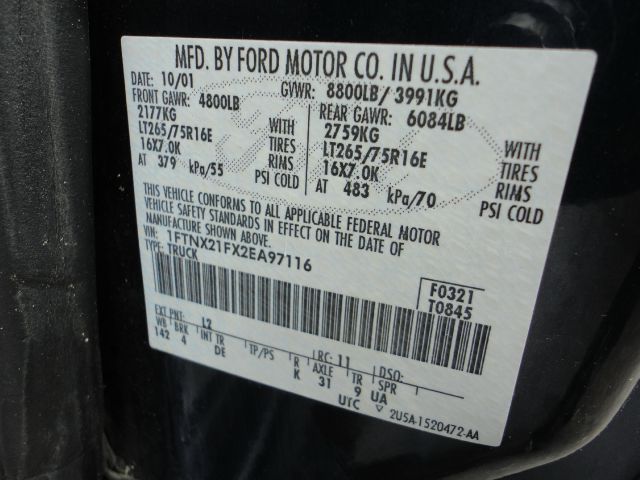 MFD. BY FORD MOTOR CO. IN U.S.A.
DATE: 10/01 GVWR: 8800LB/ 3991KG
FRONT GAWR: 4800LB REAR GAWR: 6084LB
2177KG WITH 2759KG WITH
LT265/75R16E TIRES LT265/75R16E TIRES
16X7.0K RIMS 16X7.0K RIMS
AT 379 kPa/55 PSI COLD AT 483 kPa/70 PSI COLD
THIS VEHICLE CONFORMS TO ALL APPLICABLE FEDERAL MOTOR
VEHICLE SAFETY STANDARDS IN EFFECT ON THE DATE OF
MANUFACTURE SHOWN ABOVE.
VIN: 1FTNX21FX2EA97116
TYPE: TRUCK
F0321
T0845
EXT PNT: L2 RC: 11 DSO:
WB BRK INT TR TP/PS R AXLE TR SPR
142 4 DE K 31 9 UA
UTC ▽ 2U5A-1520472-AA